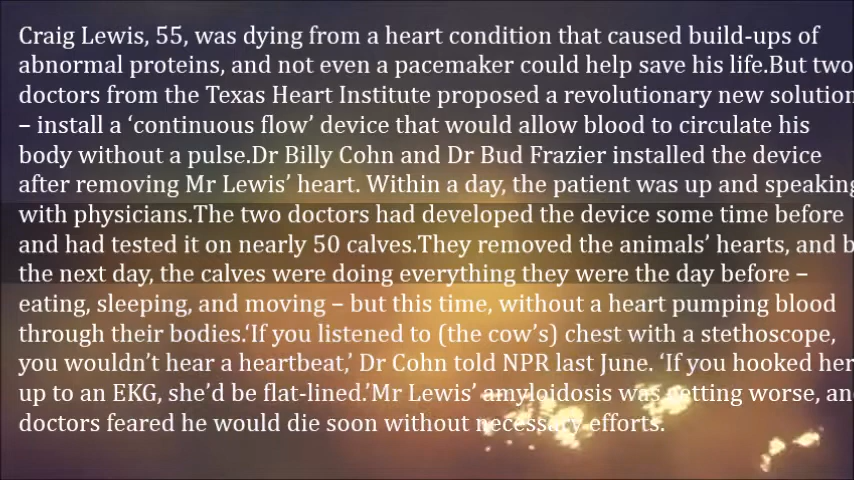 Craig Lewis, 55, was dying from a heart condition that caused build-ups of
abnormal proteins, and not even a pacemaker could help save his life.But two
doctors from the Texas Heart Institute proposed a revolutionary new solution
– install a ‘continuous flow’ device that would allow blood to circulate his
body without a pulse.Dr Billy Cohn and Dr Bud Frazier installed the device
after removing Mr Lewis’ heart. Within a day, the patient was up and speaking
with physicians.The two doctors had developed the device some time before
and had tested it on nearly 50 calves.They removed the animals’ hearts, and b
the next day, the calves were doing everything they were the day before –
eating, sleeping, and moving – but this time, without a heart pumping blood
through their bodies.‘If you listened to (the cow’s) chest with a stethoscope,
you wouldn’t hear a heartbeat,’ Dr Cohn told NPR last June. ‘If you hooked her
up to an EKG, she’d be flat-lined.’Mr Lewis’ amyloidosis was getting worse, an
doctors feared he would die soon without necessary efforts.